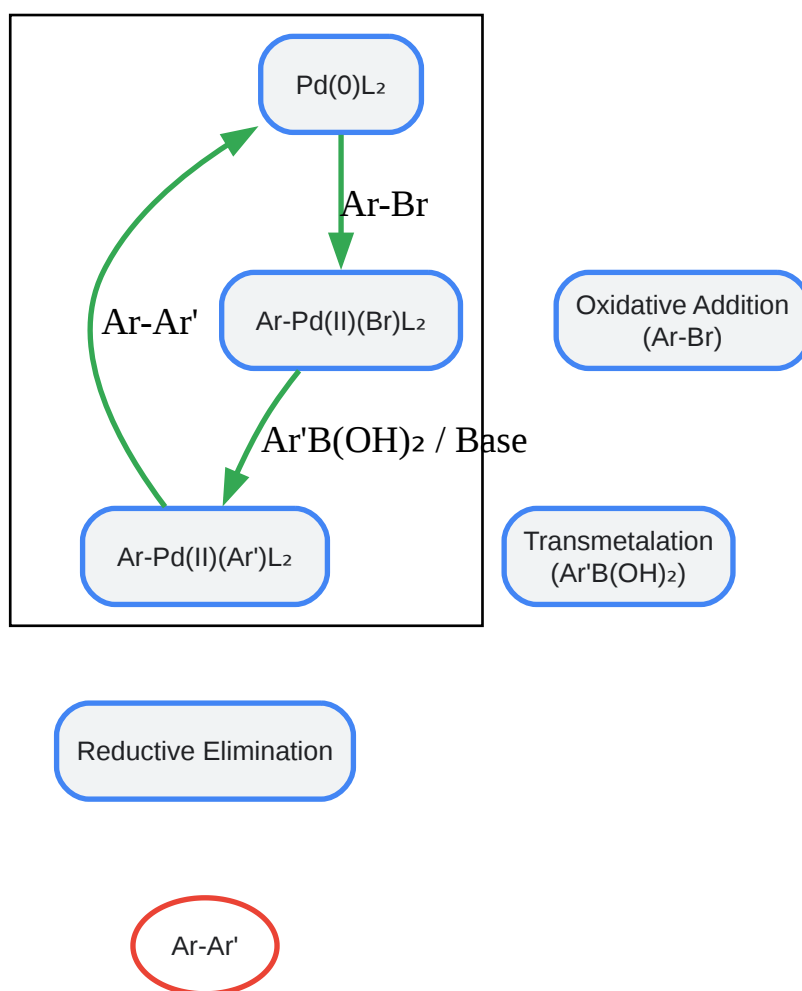 Pd(0)L₂
Ar-Br
Ar-Pd(II)(Br)L₂
Oxidative Addition
(Ar-Br)
Ar-Ar'
Ar'B(OH)₂ / Base
Ar-Pd(II)(Ar')L₂
Transmetalation
(Ar'B(OH)₂)
Reductive Elimination
Ar-Ar'